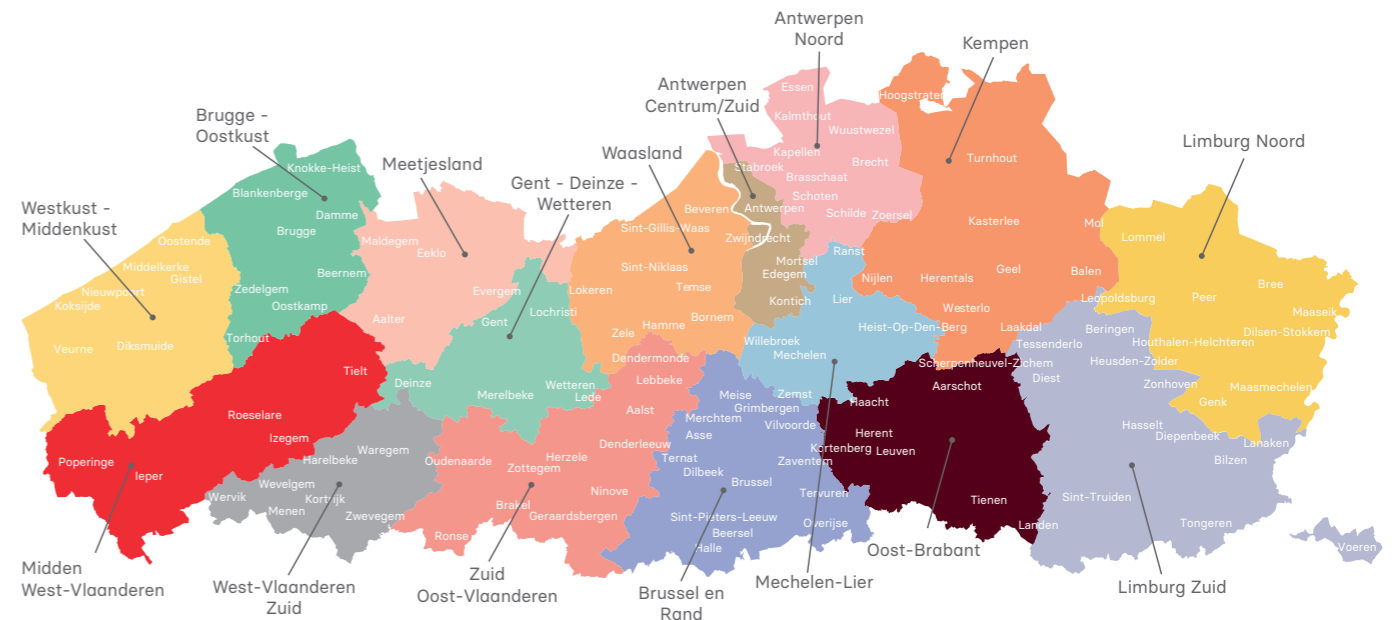 Antwerpen
Noord
Kempen
Antwerpen
Centrum/Zuid
Brugge -
Oostkust
Meetjesland
Waasland
Gent - Deinze -
Wetteren
Limburg Noord
Westkust -
Middenkust
Essen
Hoogstraten
Kalmthout
Wuustwezel
Kapellen
Turnhout
Knokke-Heist
Stabroek
Brecht
Brasschaat
Blankenberge
Schoten
Beveren
Antwerpen
Schilde
Zoersel
Damme
Kasterlee
Mol
Brugge
Sint-Gillis-Waas
Lommel
Oostende
Maldegem
Zwijndrecht
Eeklo
Ranst
Middelkerke
Mortsel
Gistel
Beernem
Sint-Niklaas
Edegem
Nijlen
Herentals
Geel
Balen
Nieuwpoort
Zedelgem
Evergem
Lokeren
Temse
Bree
Koksijde
Oostkamp
Lochristi
Kontich
Lier
Leopoldsburg
Peer
Westerlo
Maaseik
Aalter
Gent
Bornem
Hamme
Heist-Op-Den-Berg
Laakdal
Beringen
Zele
Dilsen-Stokkem
Torhout
Willebroek
Tessenderlo
Houthalen-Helchteren
Veurne
Diksmuide
Dendermonde
Mechelen
Scherpenheuvel-Zichem
Heusden-Zolder
Tielt
Lebbeke
Diest
Deinze
Wetteren
Aarschot
Zonhoven
Maasmechelen
Merelbeke
Lede
Meise
Zemst
Haacht
Genk
Roeselare
Aalst
Grimbergen
Merchtem
Vilvoorde
Hasselt
Izegem
Asse
Herent
Diepenbeek
Denderleeuw
Lanaken
Waregem
Kortenberg
Leuven
Harelbeke
Herzele
Ternat
Zaventem
Bilzen
Poperinge
Oudenaarde
Zottegem
Dilbeek
Ieper
Wevelgem
Brussel
Ninove
Tervuren
Wervik
Kortrijk
Sint-Truiden
Tienen
Menen
Brakel
Zwevegem
Geraardsbergen
Sint-Pieters-Leeuw
Overijse
Landen
Tongeren
Ronse
Beersel
Halle
Voeren
Oost-Brabant
Midden
West-Vlaanderen
West-Vlaanderen
Zuid
Zuid
Oost-Vlaanderen
Brussel en
Rand
Mechelen-Lier
Limburg Zuid